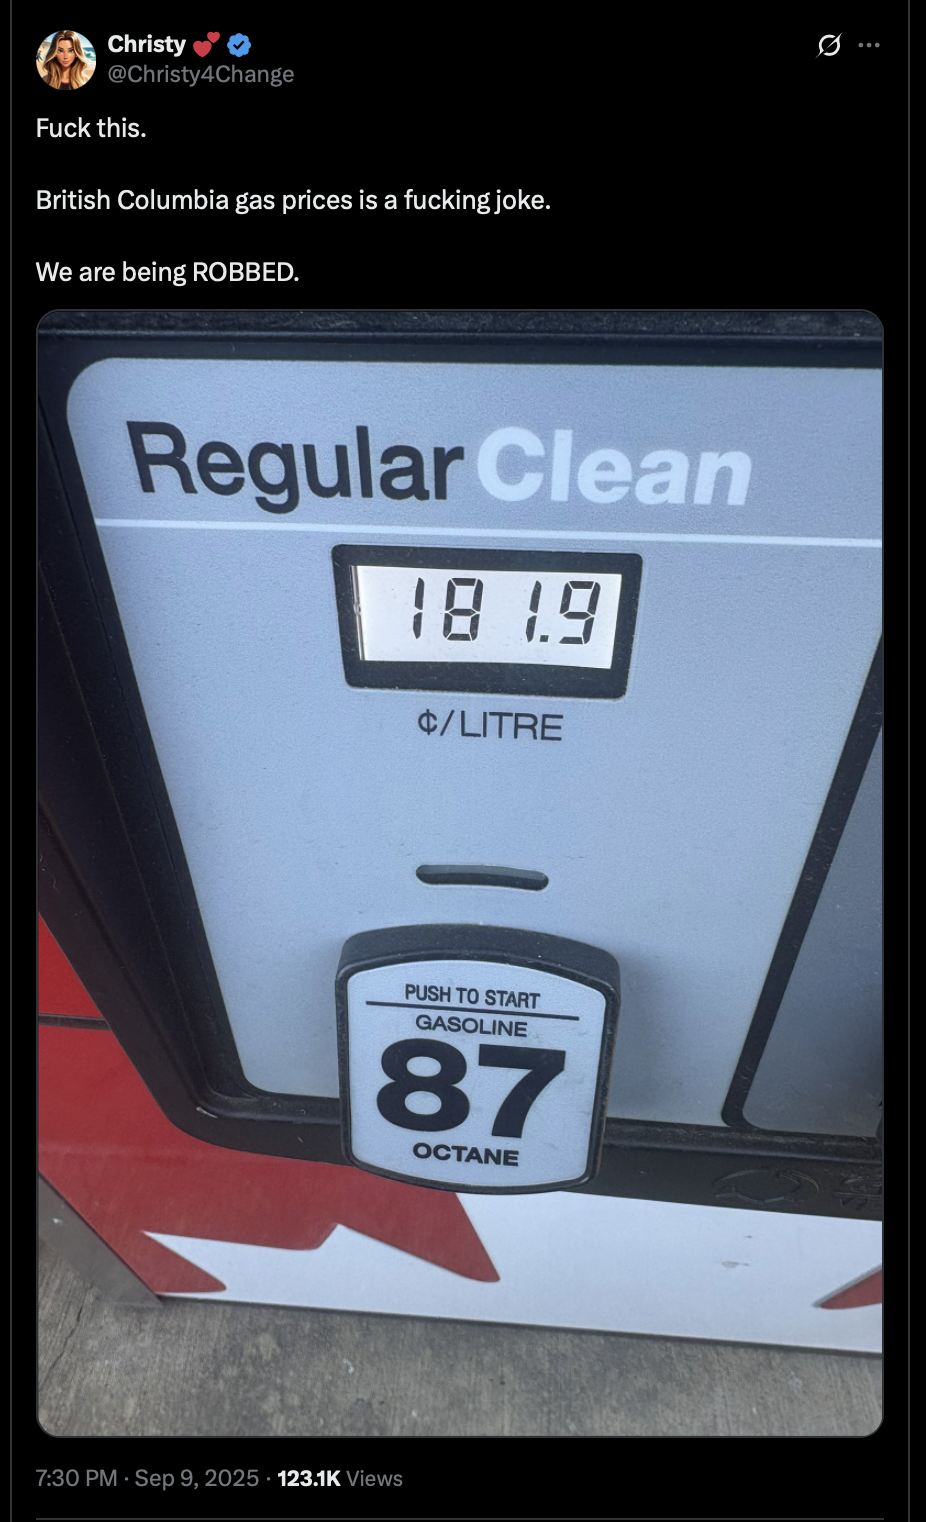 Christy 💕
@Christy4Change
Fuck this.
British Columbia gas prices is a fucking joke.
We are being ROBBED.
Regular Clean
181.9
¢/LITRE
PUSH TO START
GASOLINE
87
OCTANE
7:30 PM · Sep 9, 2025 · 123.1K Views